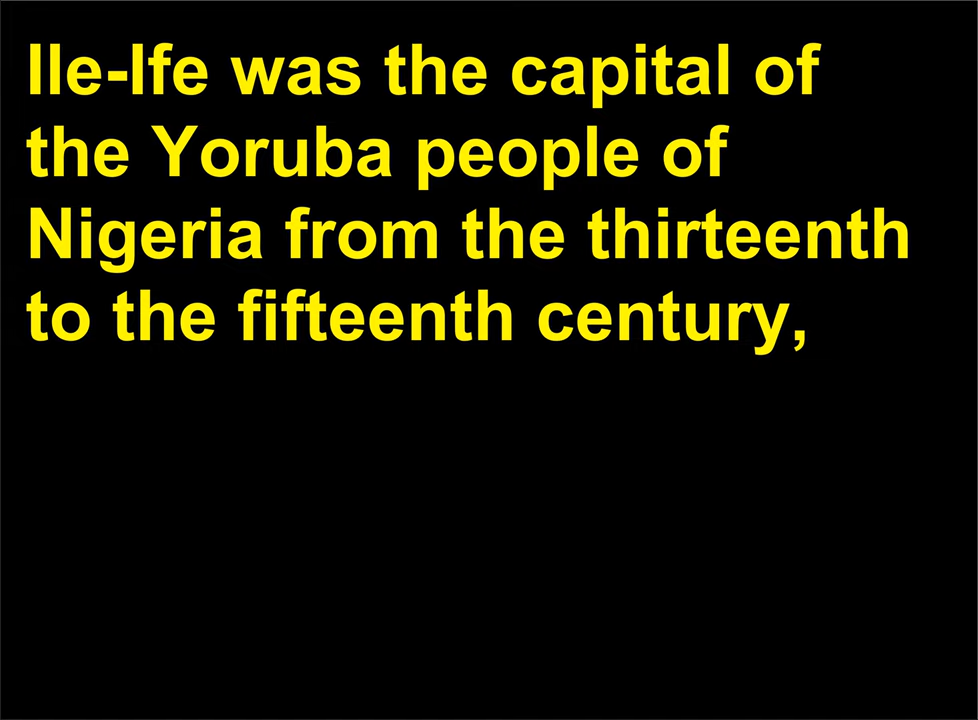 Ile-Ife was the capital of
the Yoruba people of
Nigeria from the thirteenth
to the fifteenth century,